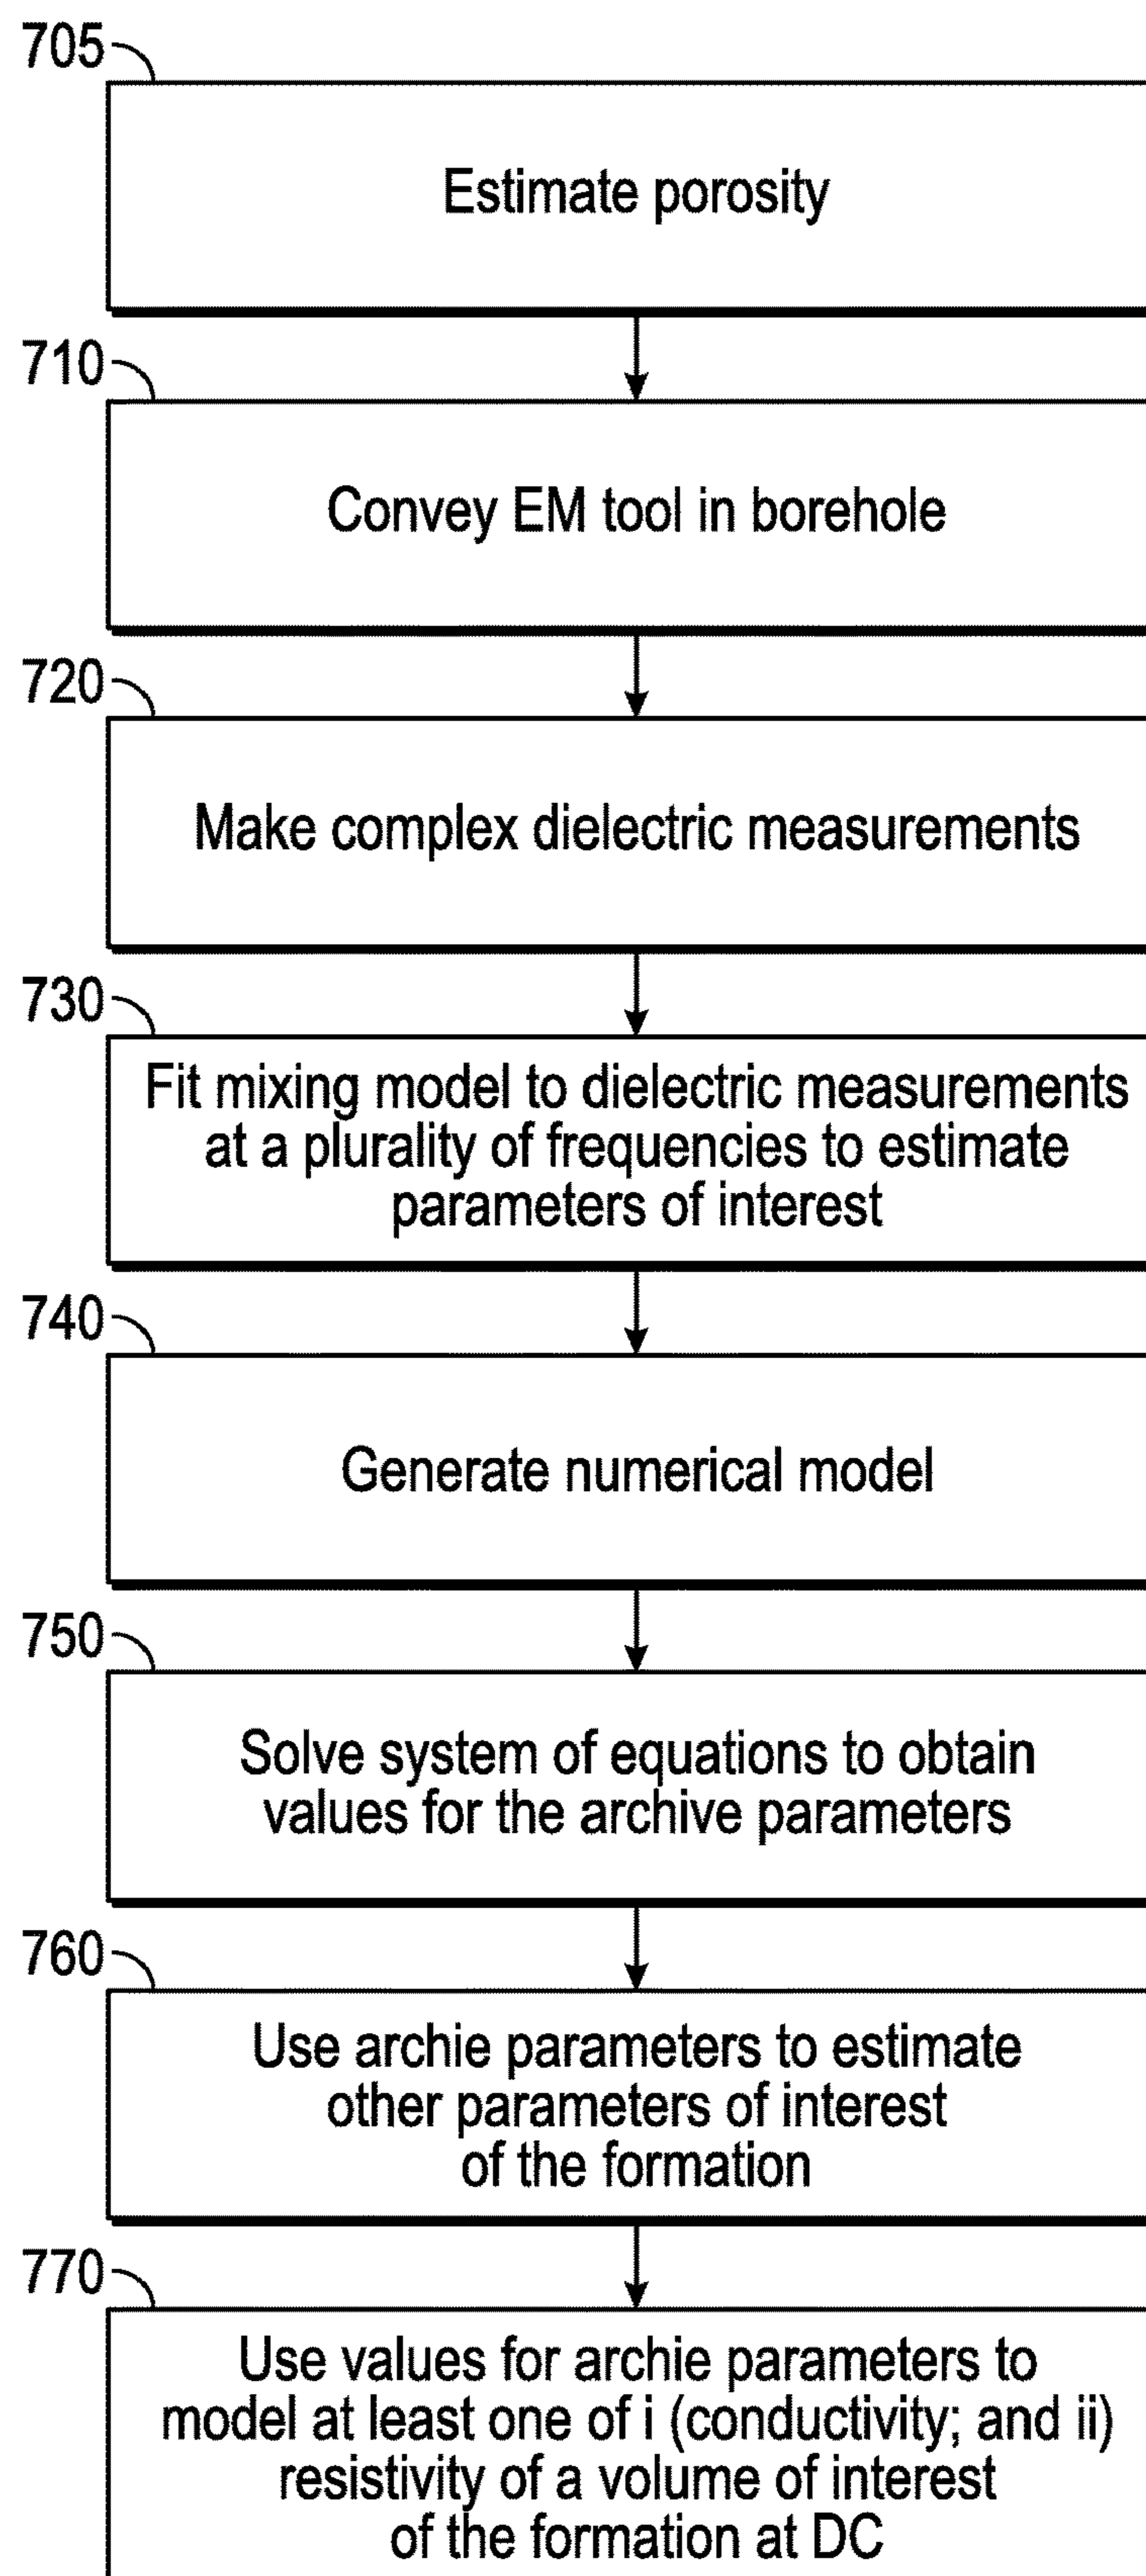 705
Estimate porosity
710
Convey EM tool in borehole
720
Make complex dielectric measurements
730
Fit mixing model to dielectric measurements
at a plurality of frequencies to estimate
parameters of interest
740
Generate numerical model
750
Solve system of equations to obtain
values for the archive parameters
760
Use archie parameters to estimate
other parameters of interest
of the formation
770
Use values for archie parameters to
model at least one of i (conductivity; and ii)
resistivity of a volume of interest
of the formation at DC